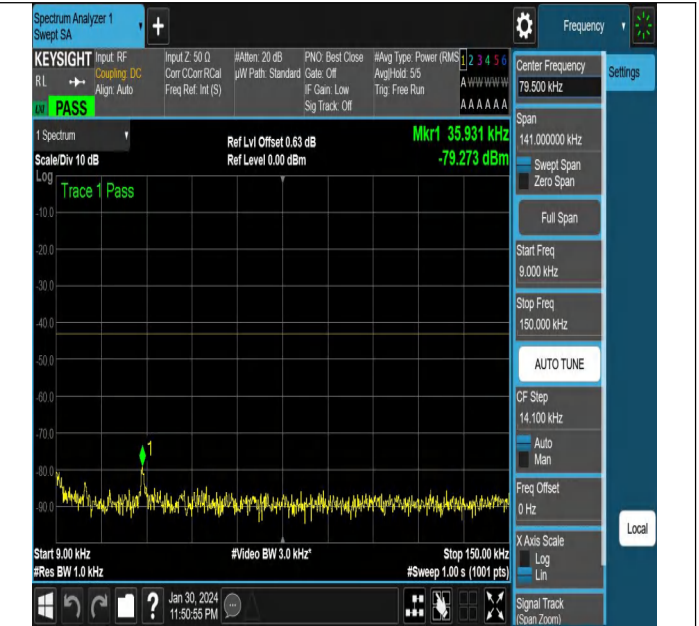 Spectrum Analyzer 1
Swept SA
+
Frequency
KEYSIGHT
Input: RF
Coupling: DC
Align: Auto
RL
PASS
Input Z: 50 Ω
Corr CCorr RCal
Freq Ref: Int (S)
#Atten: 20 dB
µW Path: Standard
PNO: Best Close
Gate: Off
IF Gain: Low
Sig Track: Off
#Avg Type: Power (RMS
Avg|Hold: 5/5
Trig: Free Run
1 2 3 4 5 6
A W W W W W
A A A A A A
1 Spectrum
Scale/Div 10 dB
Log
Ref Lvl Offset 0.63 dB
Ref Level 0.00 dBm
Mkr1 35.931 kHz
-79.273 dBm
Trace 1 Pass
-10.0
-20.0
-30.0
-40.0
-50.0
-60.0
-70.0
-80.0
-90.0
1
Start 9.00 kHz
#Res BW 1.0 kHz
#Video BW 3.0 kHz*
Stop 150.00 kHz
#Sweep 1.00 s (1001 pts)
Center Frequency
79.500 kHz
Settings
Span
141.000000 kHz
Swept Span
Zero Span
Full Span
Start Freq
9.000 kHz
Stop Freq
150.000 kHz
AUTO TUNE
CF Step
14.100 kHz
Auto
Man
Freq Offset
0 Hz
X Axis Scale
Log
Lin
Local
Signal Track
(Span Zoom)
?
Jan 30, 2024
11:50:55 PM